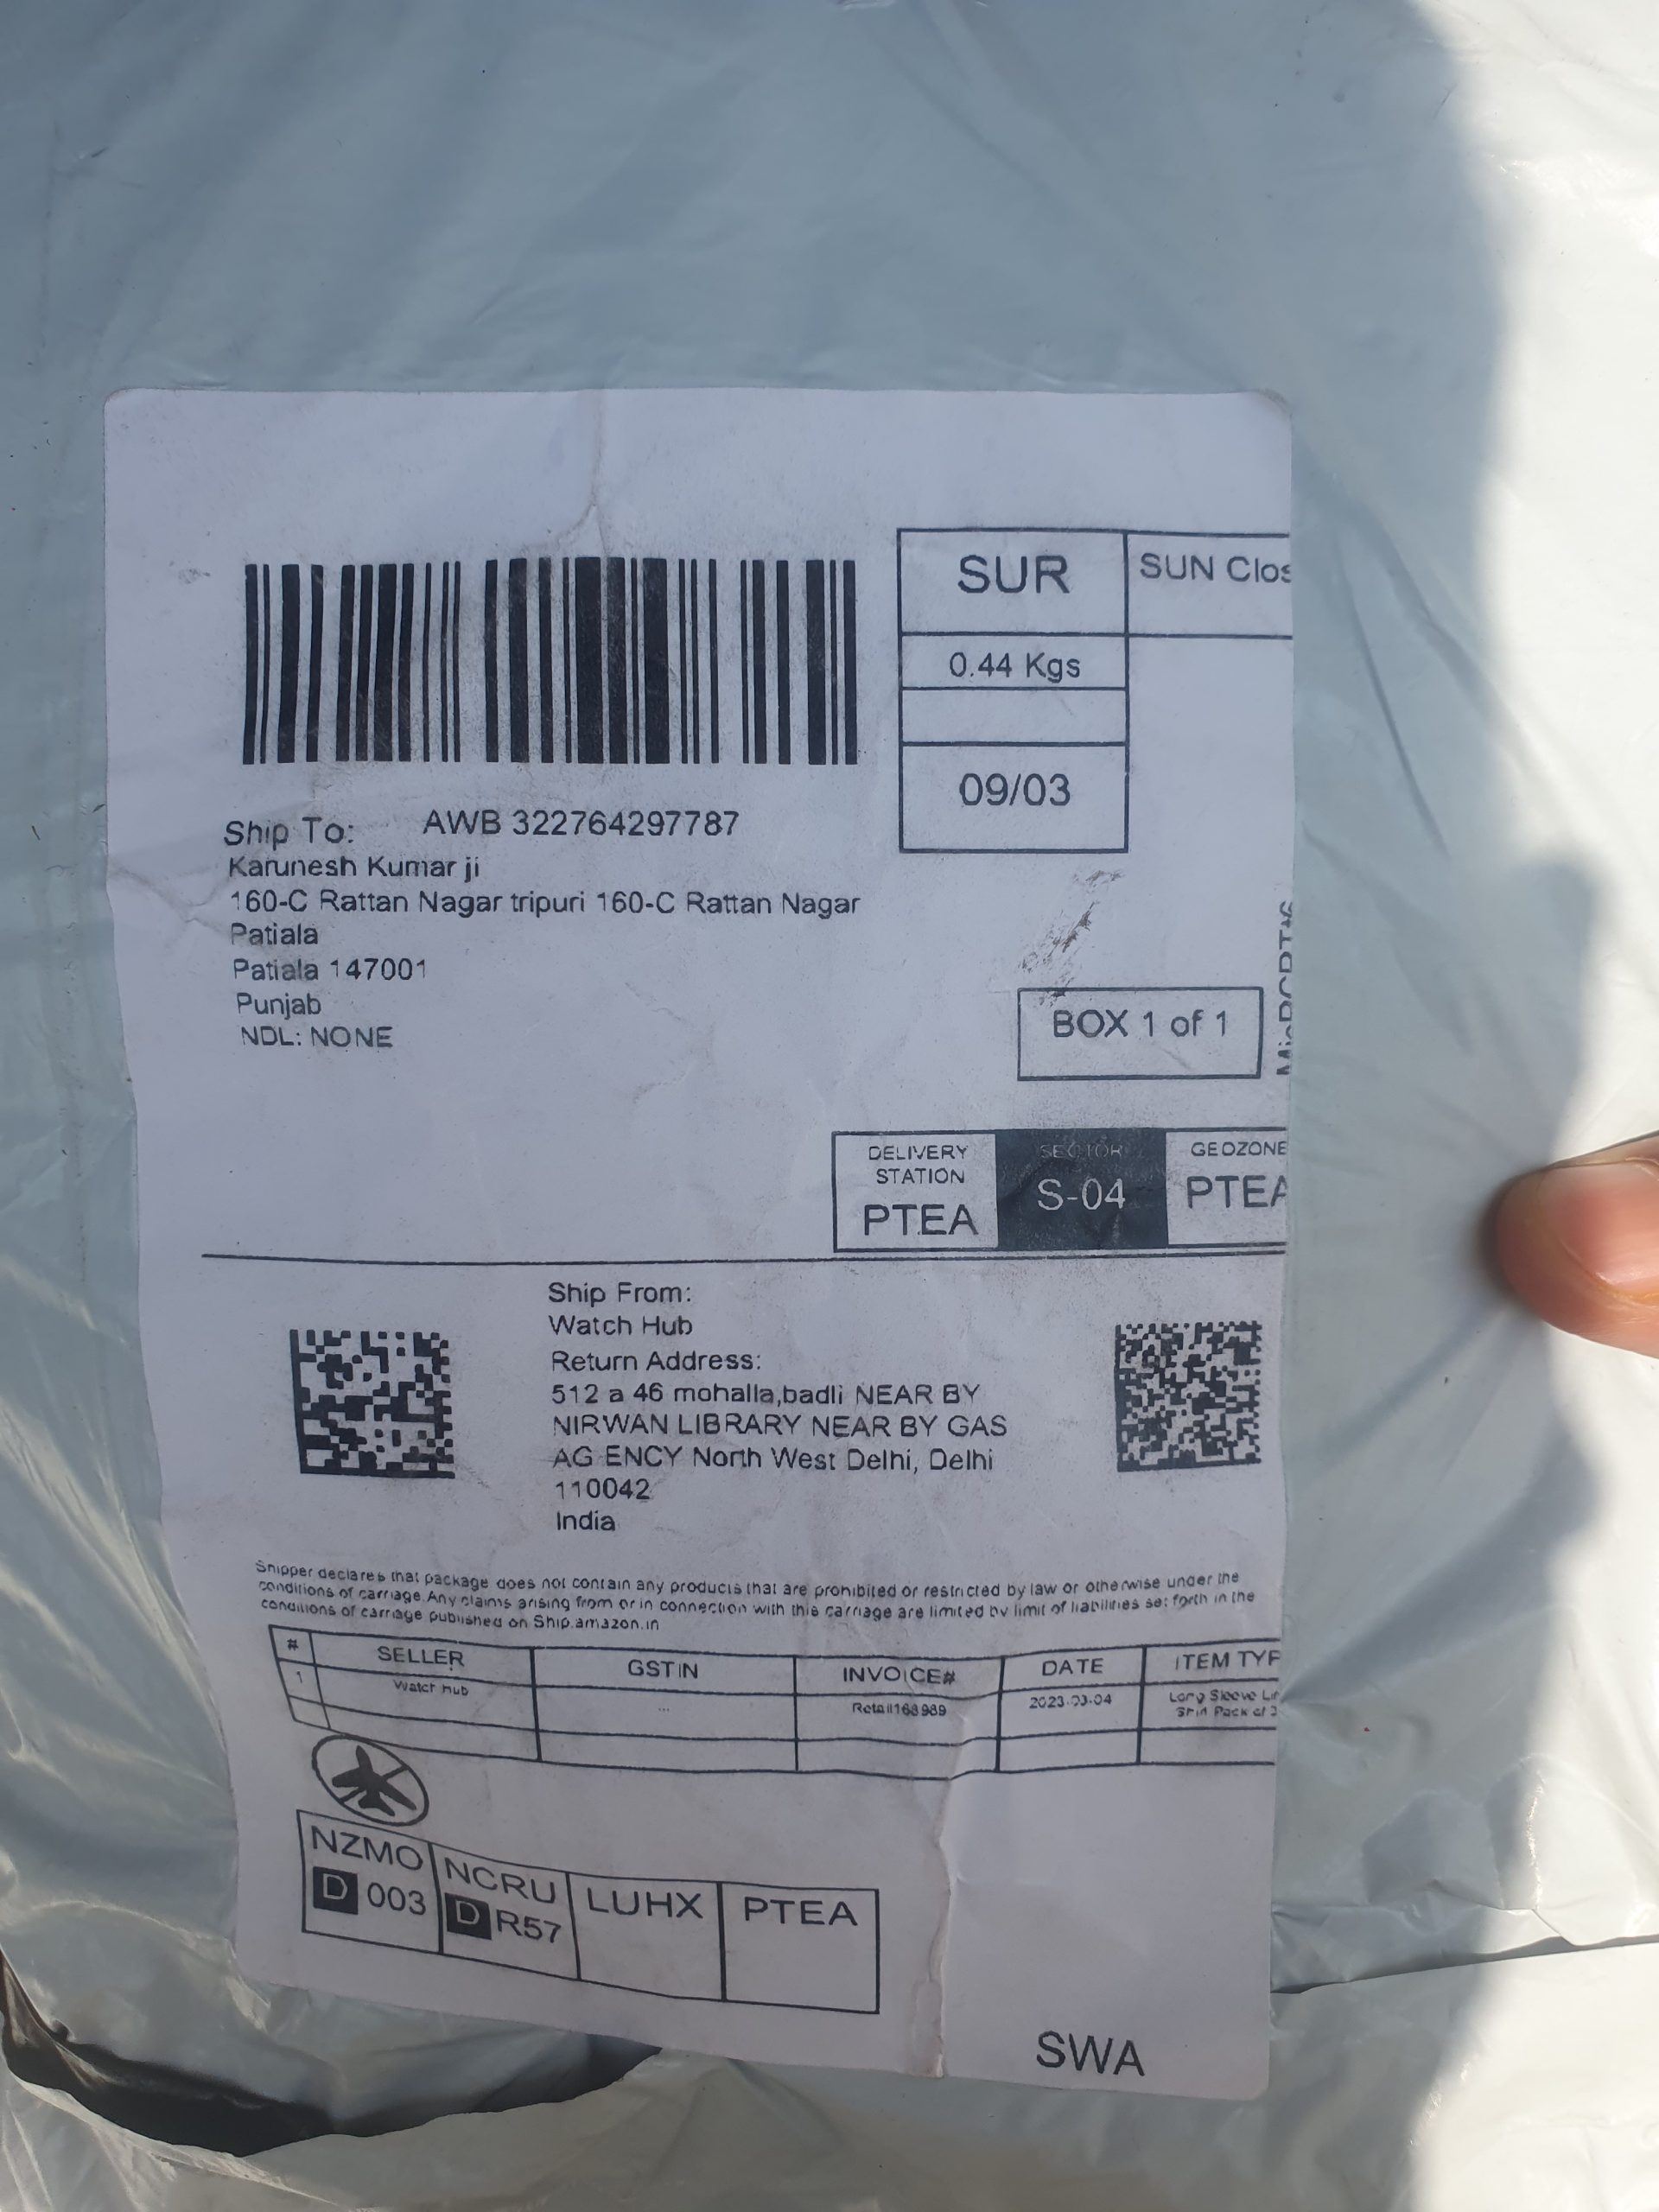 SUR
SUN Clos
0.44 Kgs
09/03
AWB 322764297787
Ship To:
Karunesh Kumar ji
160-C Rattan Nagar tripuri 160-C Rattan Nagar
Patiala
Patiala 147001
Punjab
NDL: NONE
BOX 1 of 1
DELIVERY STATION
PTEA
SECTOR
S-04
GEOZONE
PTEA
Ship From:
Watch Hub
Return Address:
512 a 46 mohalla,badli NEAR BY
NIRWAN LIBRARY NEAR BY GAS
AG ENCY North West Delhi, Delhi
110042
India
Shipper declares that package does not contain any products that are prohibited or restricted by law or otherwise under the
conditions of carriage.Any claims arising from or in connection with this carriage are limited by limit of liabilities set forth in the
conditions of carriage published on Ship.amazon.in
# SELLER GSTIN INVOICE# DATE ITEM TYP
1 Watch Hub ... Retail168989 2023-03-04 Long Sleeve Lin
Shirt Pack of
NZMO NCRU LUHX PTEA
D 003 D R57
SWA